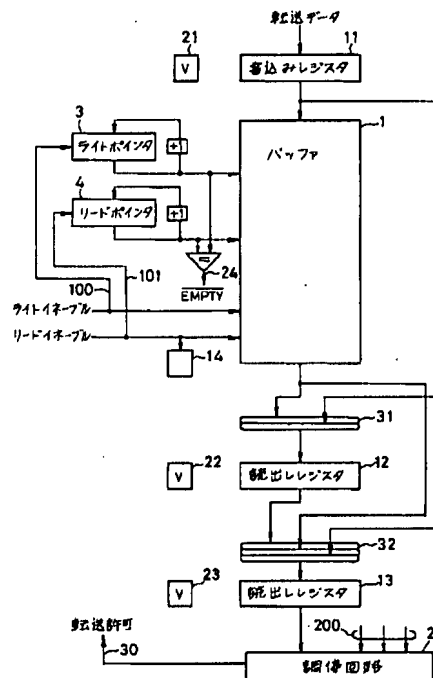 転送データ
21
11
V
書込みレジスタ
3
1
ライトポインタ
+1
バッファ
4
リードポインタ
+1
=
24
100
101
EMPTY
ライトイネーブル
リードイネーブル
14
31
22
12
V
読出しレジスタ
32
23
13
V
読出しレジスタ
転送許可
200
2
30
調停回路